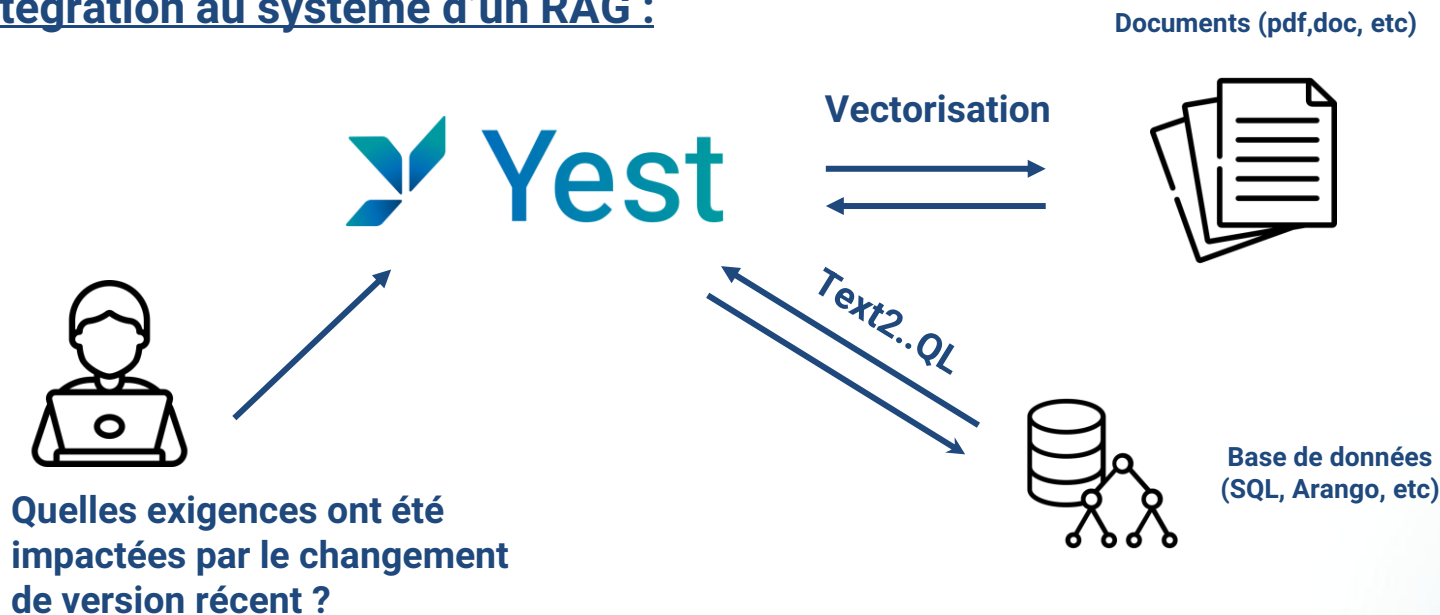 tégration au système d'un RAG :
Documents (pdf,doc, etc)
Vectorisation
Yest
Text2..QL
Base de données
(SQL, Arango, etc)
Quelles exigences ont été
impactées par le changement
de version récent ?